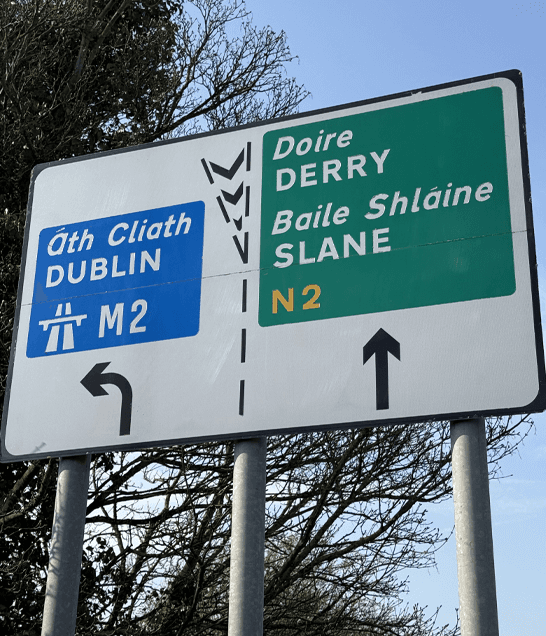 Áth Cliath
DUBLIN
M2
Doire
DERRY
Baile Shláine
SLANE
N2